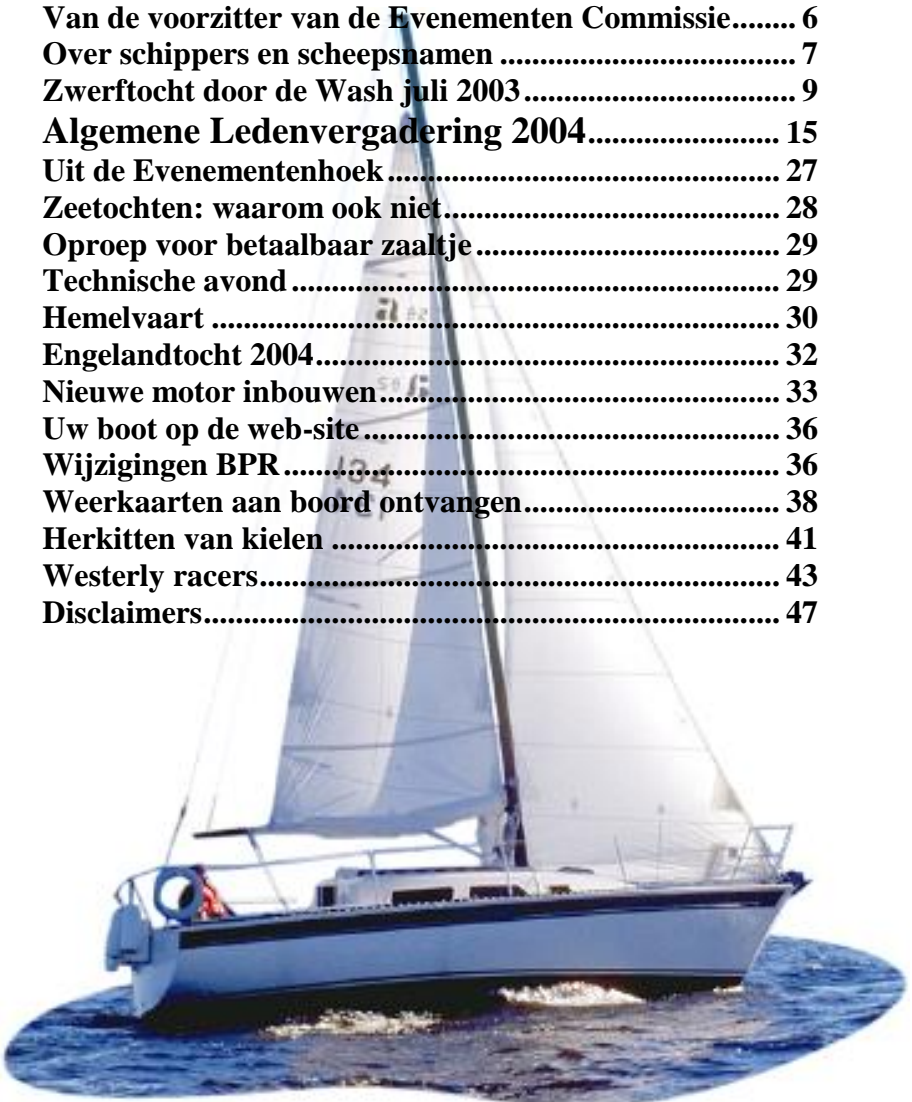 Van de voorzitter van de Evenementen Commissie........ 6
Over schippers en scheepsnamen .................................... 7
Zwerftocht door de Wash juli 2003................................. 9
Algemene Ledenvergadering 2004....................... 15
Uit de Evenementenhoek ............................................... 27
Zeetochten: waarom ook niet......................................... 28
Oproep voor betaalbaar zaaltje ..................................... 29
Technische avond ........................................................... 29
Hemelvaart ..................................................................... 30
Engelandtocht 2004......................................................... 32
Nieuwe motor inbouwen................................................. 33
Uw boot op de web-site ................................................... 36
Wijzigingen BPR ............................................................. 36
Weerkaarten aan boord ontvangen............................... 38
Herkitten van kielen ....................................................... 41
Westerly racers................................................................ 43
Disclaimers....................................................................... 47
134